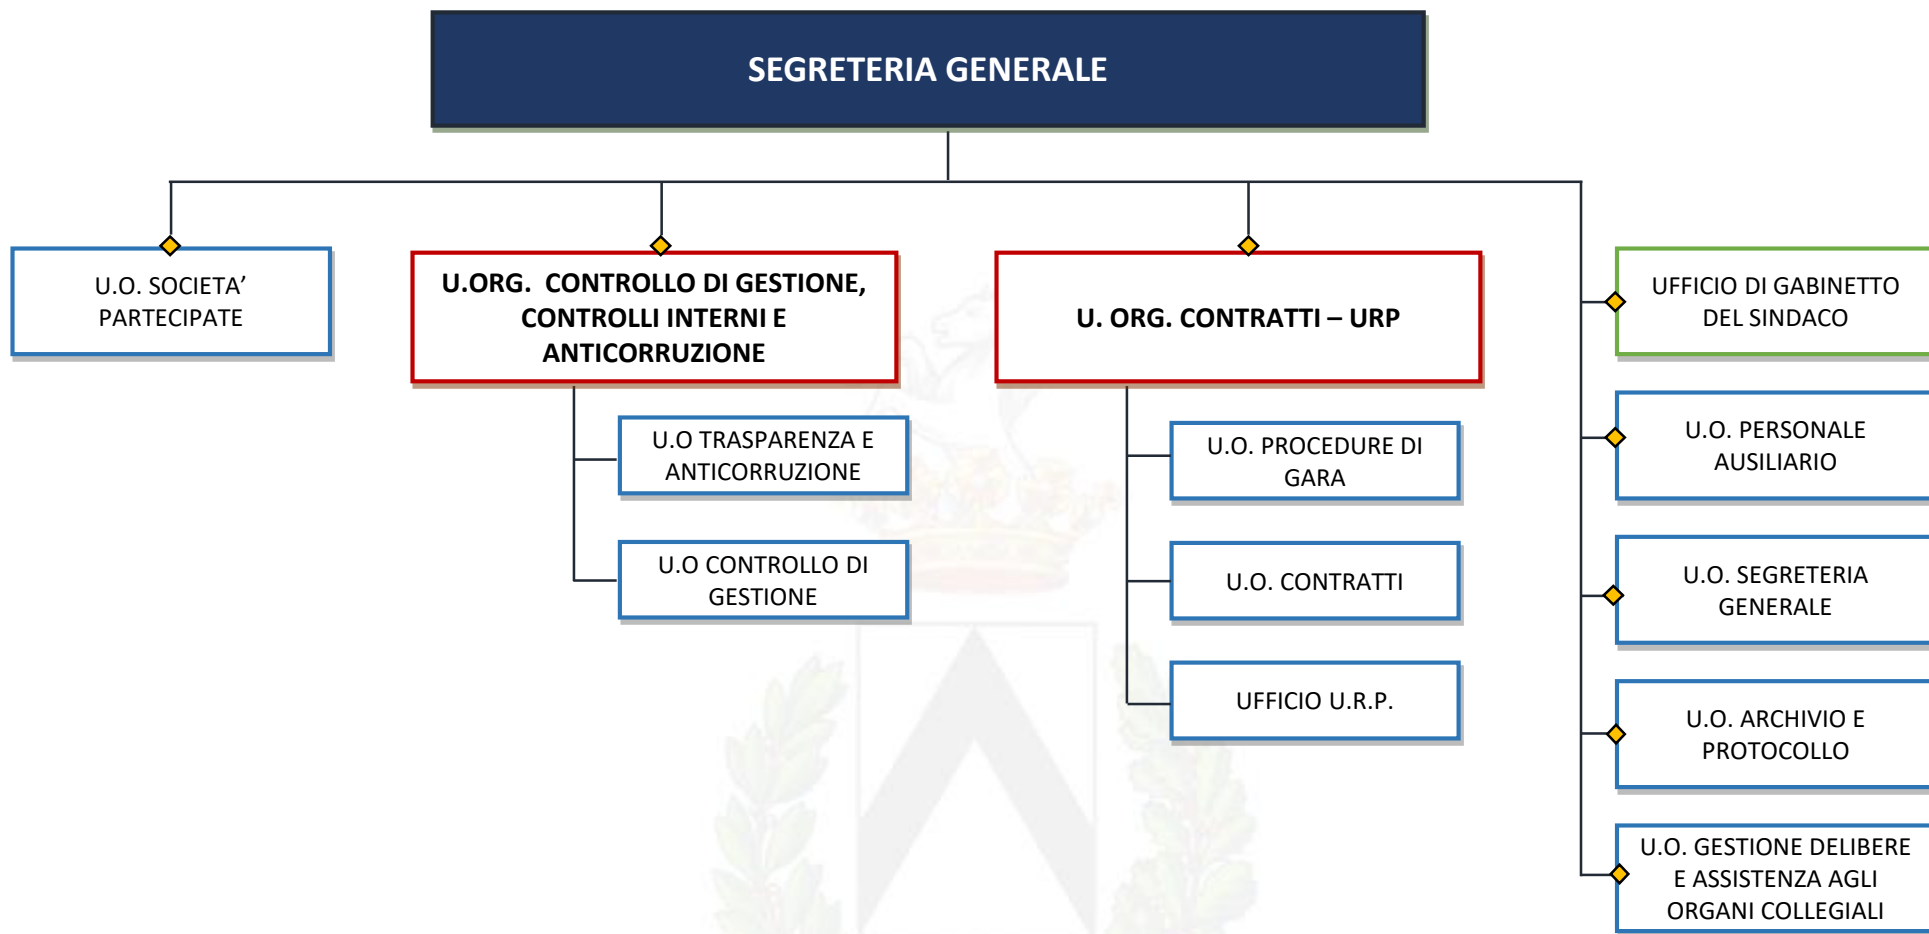 SEGRETERIA GENERALE
U.O. SOCIETA’
PARTECIPATE
U.ORG.  CONTROLLO DI GESTIONE,
CONTROLLI INTERNI E
ANTICORRUZIONE
U.O TRASPARENZA E
ANTICORRUZIONE
U.O CONTROLLO DI
GESTIONE
U. ORG. CONTRATTI – URP
U.O. PROCEDURE DI
GARA
U.O. CONTRATTI
UFFICIO U.R.P.
UFFICIO DI GABINETTO
DEL SINDACO
U.O. PERSONALE
AUSILIARIO
U.O. SEGRETERIA
GENERALE
U.O. ARCHIVIO E
PROTOCOLLO
U.O. GESTIONE DELIBERE
E ASSISTENZA AGLI
ORGANI COLLEGIALI